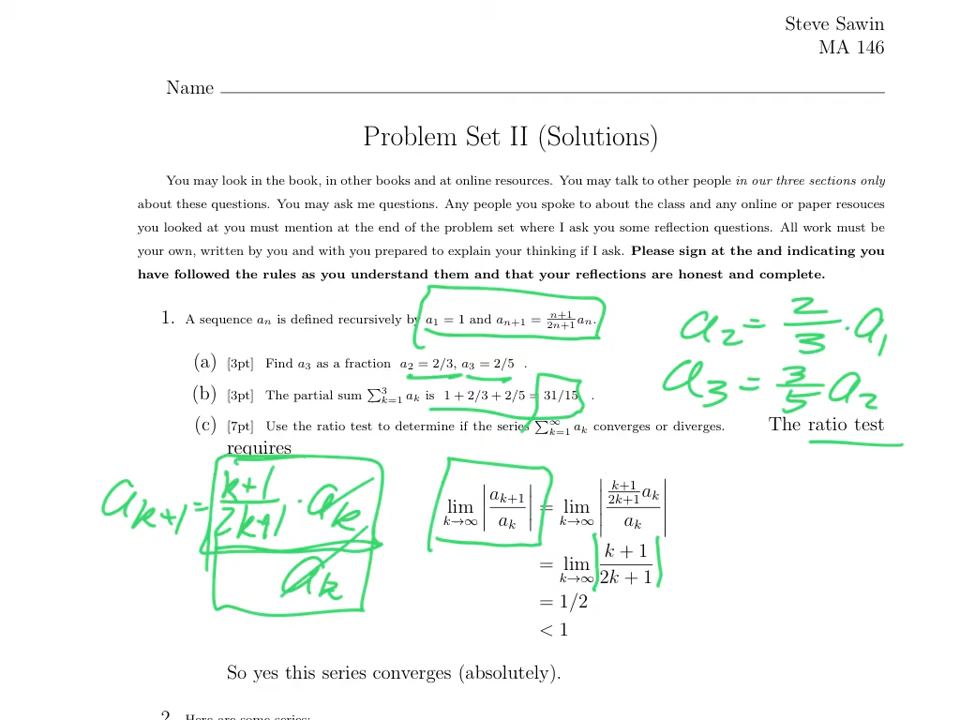 Steve Sawin
MA 146
Name
Problem Set II (Solutions)
You may look in the book, in other books and at online resources. You may talk to other people in our three sections only
about these questions. You may ask me questions. Any people you spoke to about the class and any online or paper resouces
you looked at you must mention at the end of the problem set where I ask you some reflection questions. All work must be
your own, written by you and with you prepared to explain your thinking if I ask. Please sign at the and indicating you
have followed the rules as you understand them and that your reflections are honest and complete.
1. A sequence aₙ is defined recursively by a₁ = 1 and aₙ₊₁ = (n+1)/(2n+1) aₙ.
a₂ = 2/3 · a₁
(a) [3pt] Find a₃ as a fraction a₂ = 2/3, a₃ = 2/5 .
a₃ = 3/5 a₂
(b) [3pt] The partial sum ∑³ₖ₌₁ aₖ is 1 + 2/3 + 2/5 = 31/15 .
(c) [7pt] Use the ratio test to determine if the series ∑^∞ₖ₌₁ aₖ converges or diverges. The ratio test
requires
aₖ₊₁ = (k+1)/(2k+1) · aₖ
aₖ
lim k→∞ |aₖ₊₁/aₖ| = lim k→∞ |((k+1)/(2k+1) aₖ)/aₖ|
= lim k→∞ |(k + 1)/(2k + 1)|
= 1/2
< 1
So yes this series converges (absolutely).
2. Here are some series: